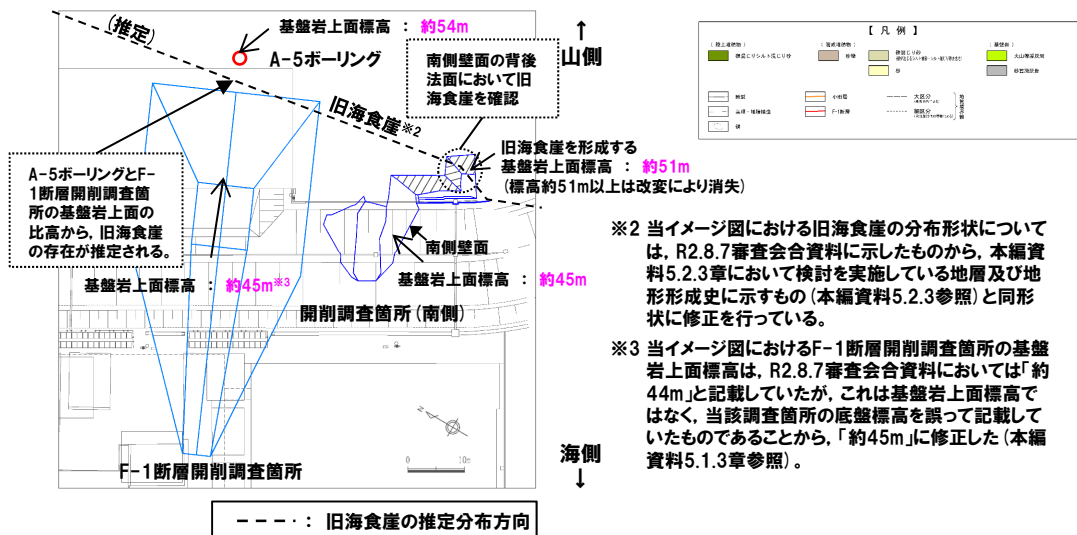 (推定)
基盤岩上面標高 ： 約54m
A-5ボーリング
↑
山側
南側壁面の背後
法面において旧
海食崖を確認
旧海食崖※2
旧海食崖を形成する
基盤岩上面標高 ： 約51m
(標高約51m以上は改変により消失)
A-5ボーリングとF-
1断層開削調査箇
所の基盤岩上面の
比高から，旧海食崖
の存在が推定される。
南側壁面
基盤岩上面標高 ： 約45m※3
基盤岩上面標高 ： 約45m
開削調査箇所(南側)
N
0 10m
海側
↓
F-1断層開削調査箇所
---- ： 旧海食崖の推定分布方向
【 凡 例 】
砂
小断層
F-1断層
大区分
細区分
※2 当イメージ図における旧海食崖の分布形状について
は，R2.8.7審査会合資料に示したものから，本編資
料5.2.3章において検討を実施している地層及び地
形形成史に示すもの(本編資料5.2.3参照)と同形
状に修正を行っている。
※3 当イメージ図におけるF-1断層開削調査箇所の基盤
岩上面標高は，R2.8.7審査会合資料においては「約
44m」と記載していたが，これは基盤岩上面標高で
はなく，当該調査箇所の底盤標高を誤って記載して
いたものであることから，「約45m」に修正した(本編
資料5.1.3章参照)。